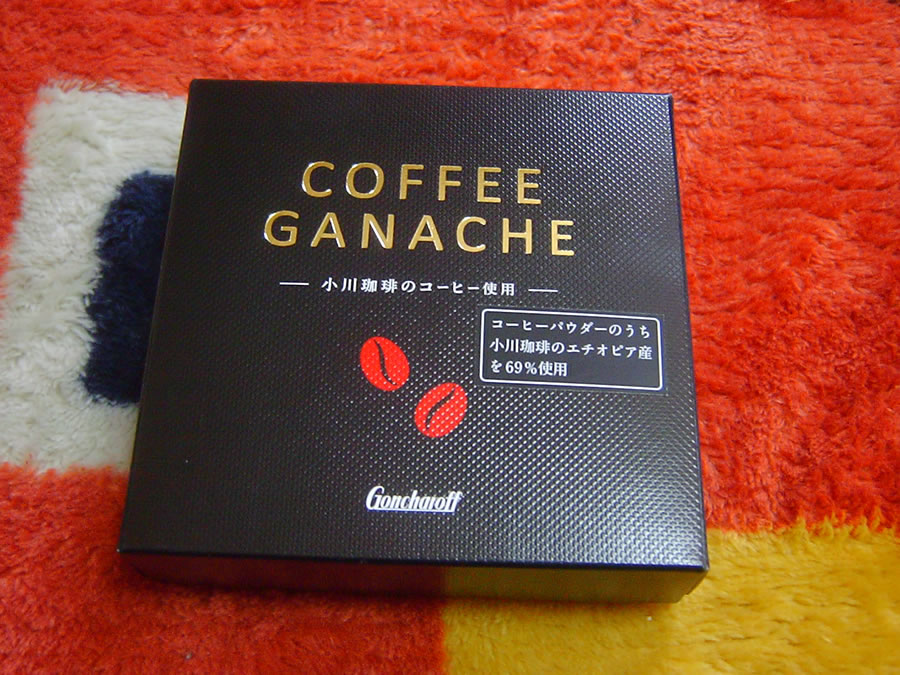 COFFEE
GANACHE
小川珈琲のコーヒー使用
コーヒーパウダーのうち
小川珈琲のエチオピア産
を69%使用
Goncharoff